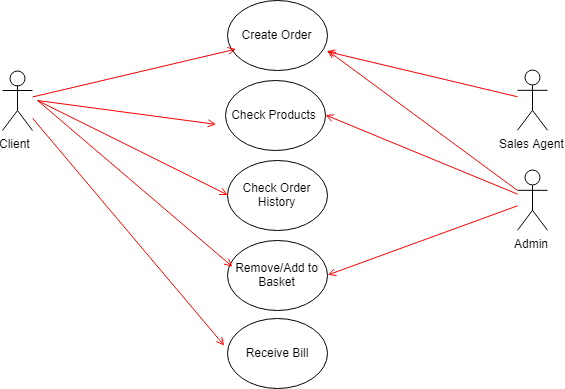 Create Order
Check Products
Client
Sales Agent
Check Order
History
Admin
Remove/Add to
Basket
Receive Bill